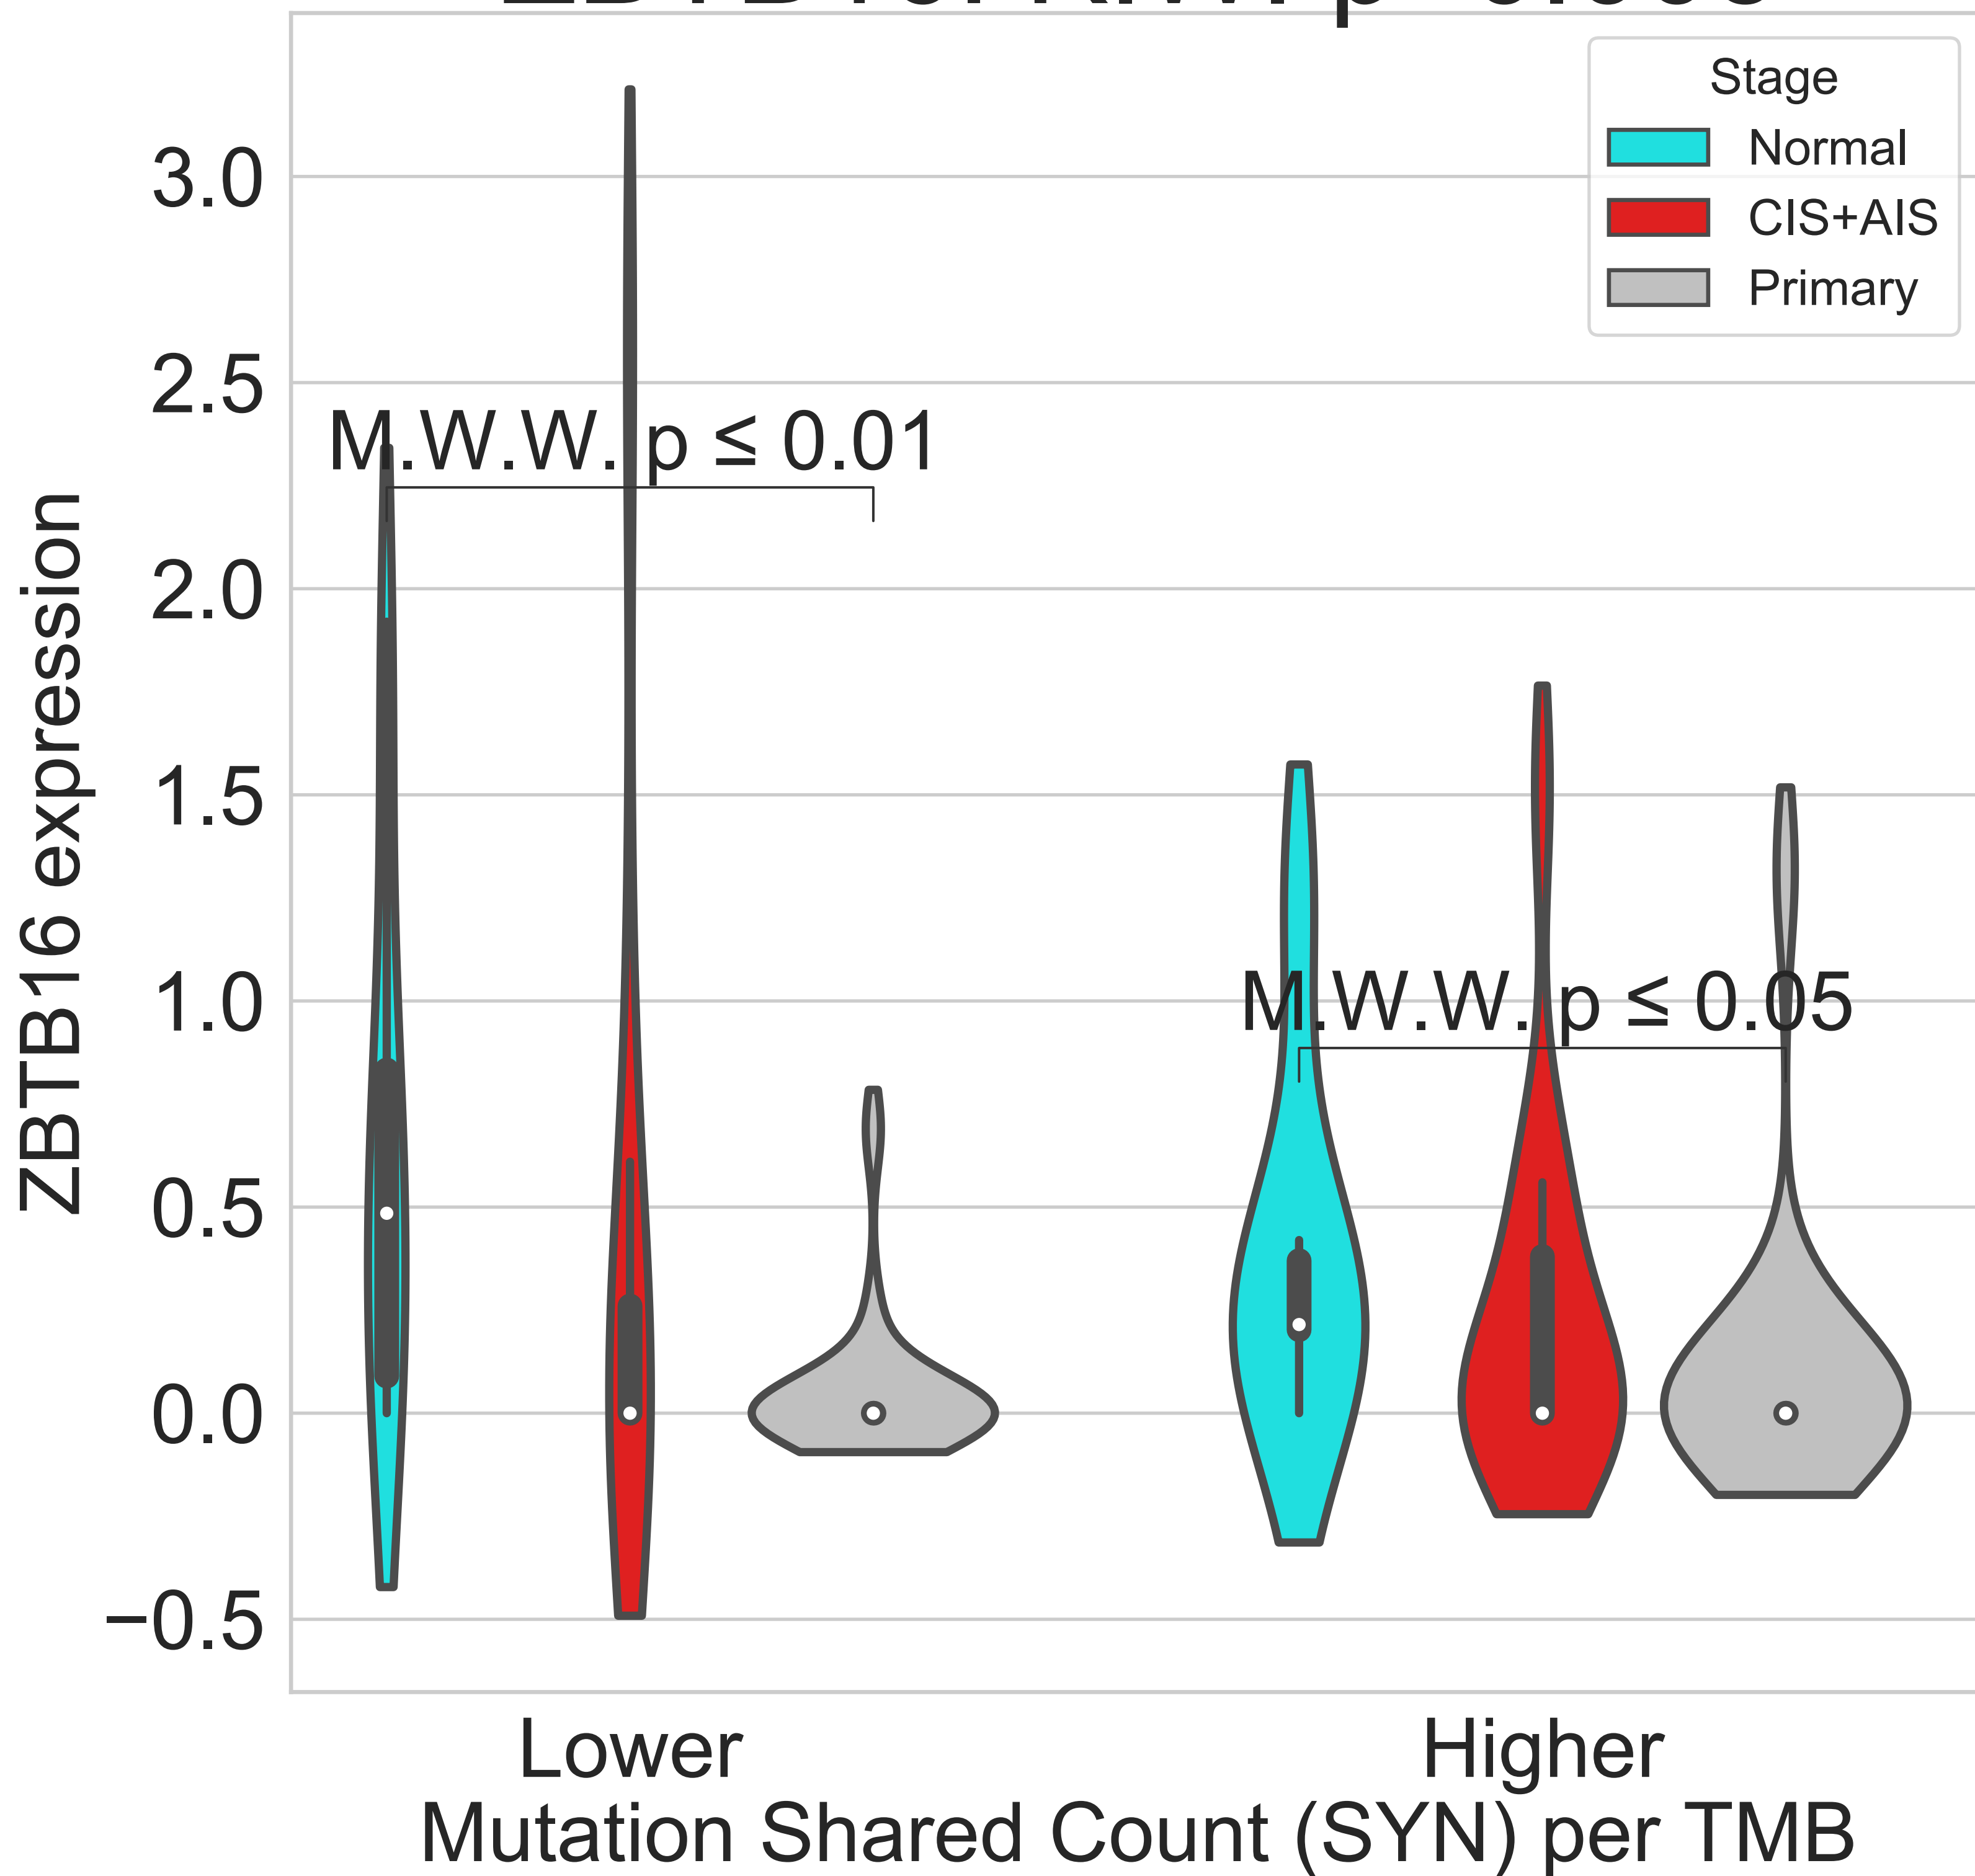 Stage
Normal
CIS+AIS
Primary
3.0
2.5
2.0
1.5
1.0
0.5
0.0
−0.5
ZBTB16 expression
M.W.W. p ≤ 0.01
M.W.W. p ≤ 0.05
Lower
Higher
Mutation Shared Count (SYN) per TMB